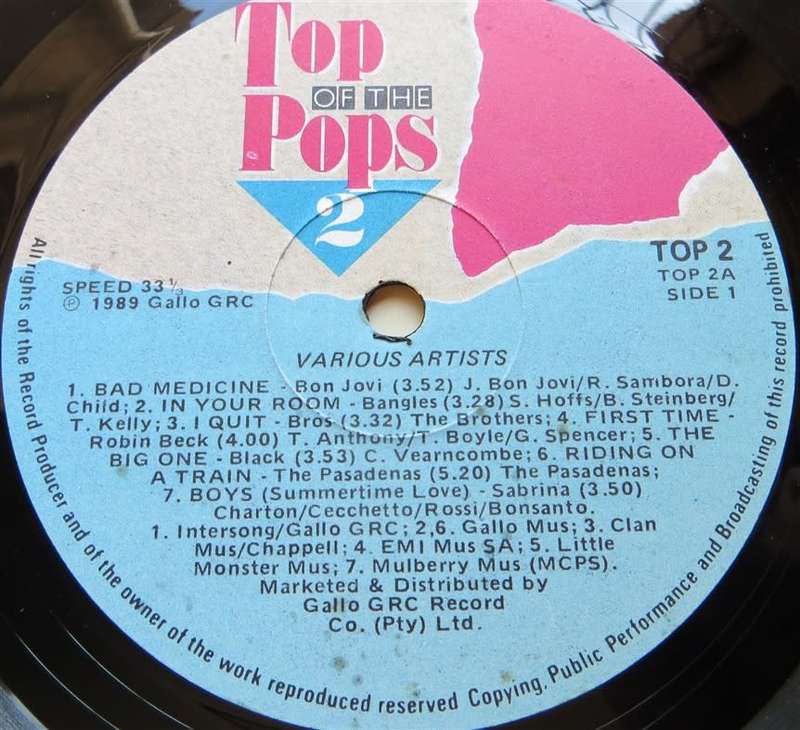 Top
OF THE
Pops
2
SPEED 33 1/3
℗ 1989 Gallo GRC
TOP 2
TOP 2A
SIDE 1
VARIOUS ARTISTS
1. BAD MEDICINE - Bon Jovi (3.52) J. Bon Jovi/R. Sambora/D.
Child; 2. IN YOUR ROOM - Bangles (3.28) S. Hoffs/B. Steinberg/
T. Kelly; 3. I QUIT - Bros (3.32) The Brothers; 4. FIRST TIME -
Robin Beck (4.00) T. Anthony/T. Boyle/G. Spencer; 5. THE
BIG ONE - Black (3.53) C. Vearncombe; 6. RIDING ON
A TRAIN - The Pasadenas (5.20) The Pasadenas;
7. BOYS (Summertime Love) - Sabrina (3.50)
Charton/Cecchetto/Rossi/Bonsanto.
1. Intersong/Gallo GRC; 2,6. Gallo Mus; 3. Clan
Mus/Chappell; 4. EMI Mus SA; 5. Little
Monster Mus; 7. Mulberry Mus (MCPS).
Marketed & Distributed by
Gallo GRC Record
Co. (Pty) Ltd.
All rights of the Record Producer and of the owner of the work reproduced reserved Copying, Public Performance and Broadcasting of this record prohibited